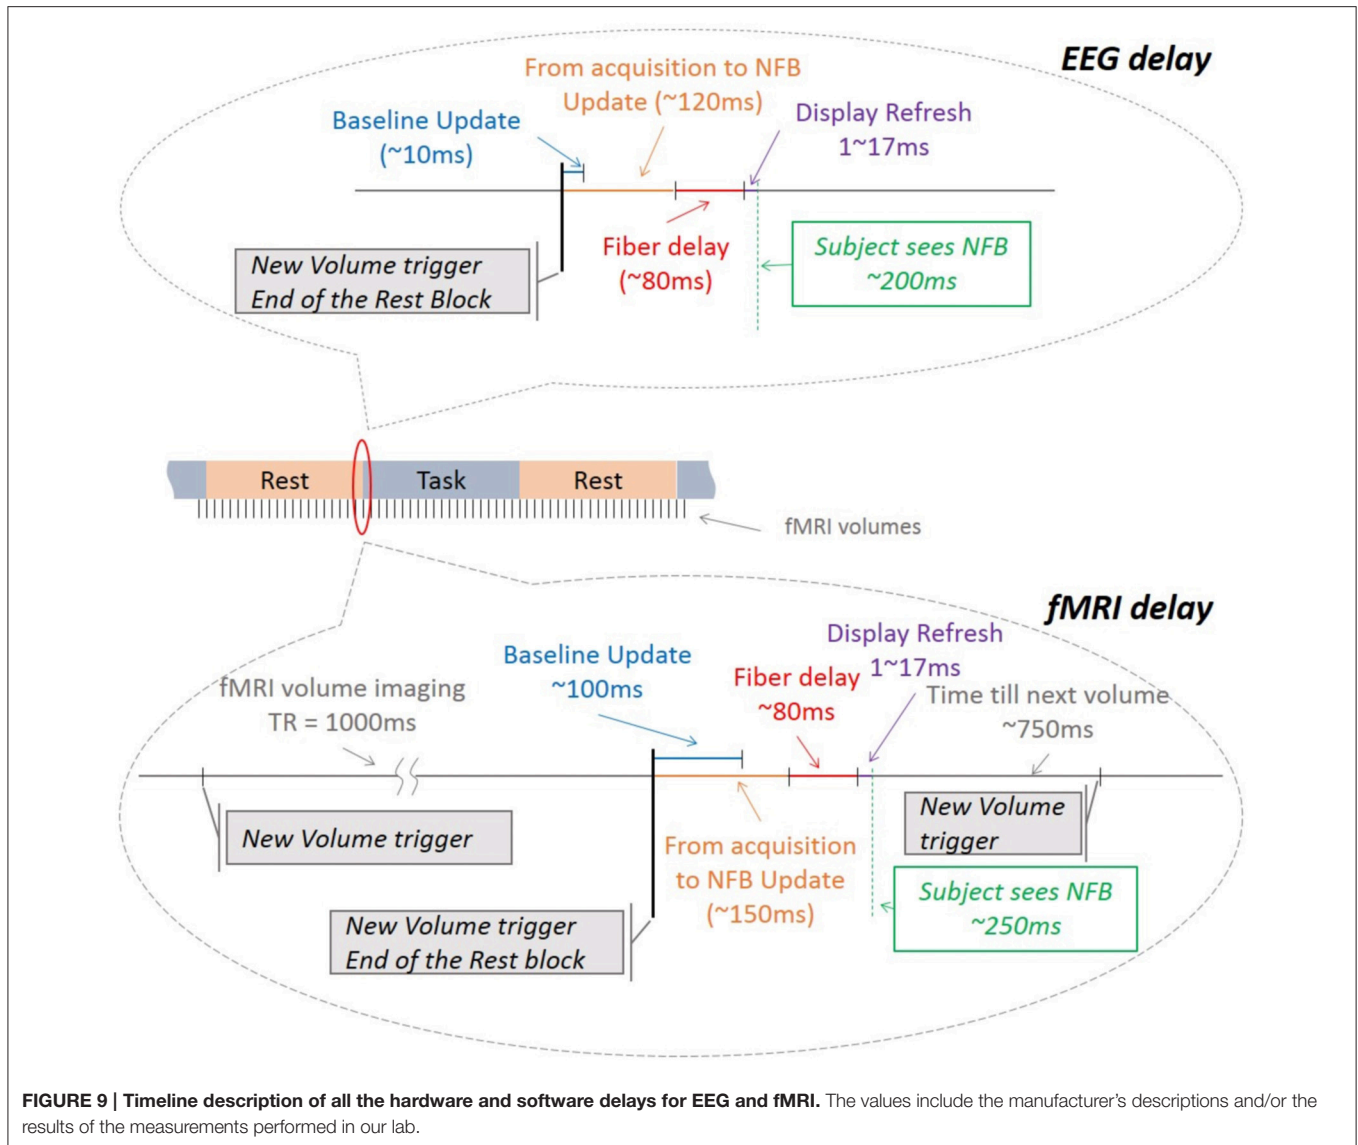 EEG delay
From acquisition to NFB
Update (~120ms)
Baseline Update
(~10ms)
Display Refresh
1~17ms
Fiber delay
(~80ms)
Subject sees NFB
~200ms
New Volume trigger
End of the Rest Block
Rest
Task
Rest
fMRI volumes
fMRI delay
Display Refresh
1~17ms
Baseline Update
~100ms
Fiber delay
~80ms
fMRI volume imaging
TR = 1000ms
Time till next volume
~750ms
New Volume trigger
New Volume
trigger
From acquisition
to NFB Update
(~150ms)
Subject sees NFB
~250ms
New Volume trigger
End of the Rest block
FIGURE 9 | Timeline description of all the hardware and software delays for EEG and fMRI. The values include the manufacturer's descriptions and/or the
results of the measurements performed in our lab.